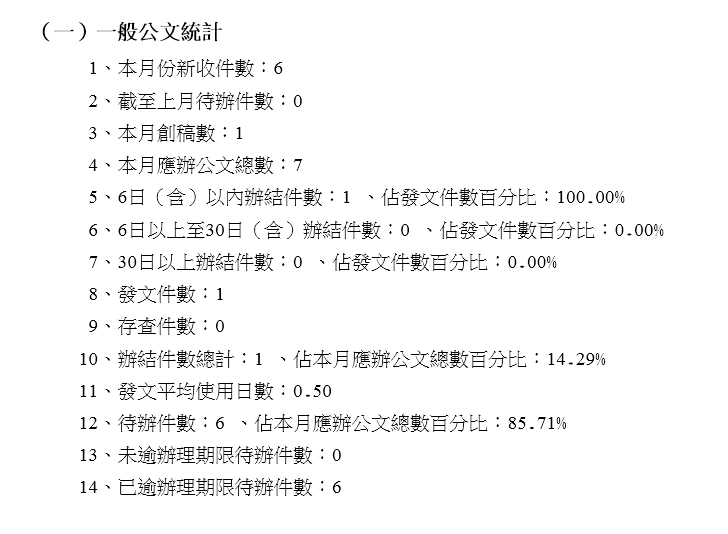 （一）一般公文統計
1、本月份新收件數：6
2、截至上月待辦件數：0
3、本月創稿數：1
4、本月應辦公文總數：7
5、6日（含）以內辦結件數：1 、佔發文件數百分比：100.00%
6、6日以上至30日（含）辦結件數：0 、佔發文件數百分比：0.00%
7、30日以上辦結件數：0 、佔發文件數百分比：0.00%
8、發文件數：1
9、存查件數：0
10、辦結件數總計：1 、佔本月應辦公文總數百分比：14.29%
11、發文平均使用日數：0.50
12、待辦件數：6 、佔本月應辦公文總數百分比：85.71%
13、未逾辦理期限待辦件數：0
14、已逾辦理期限待辦件數：6